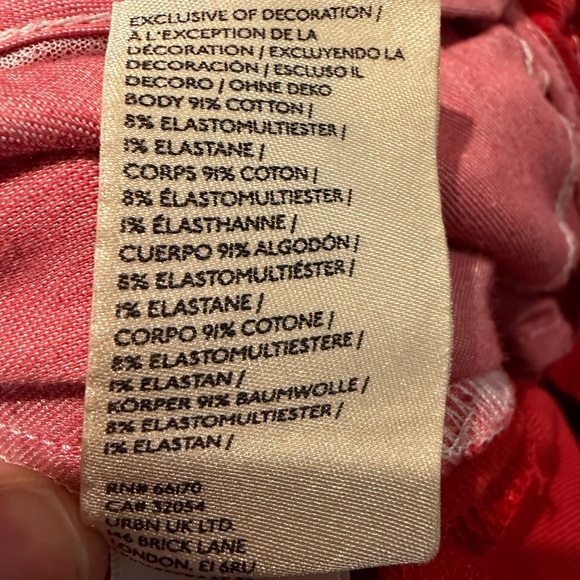 EXCLUSIVE OF DECORATION /
À L'EXCEPTION DE LA
DÉCORATION / EXCLUYENDO LA
DECORACIÓN / ESCLUSO IL
DECORO / OHNE DEKO
BODY 91% COTTON /
8% ELASTOMULTIESTER /
1% ELASTANE /
CORPS 91% COTON /
8% ÉLASTOMULTIESTER /
1% ÉLASTHANNE /
CUERPO 91% ALGODÓN /
8% ELASTOMULTIÉSTER /
1% ELASTANE /
CORPO 91% COTONE /
8% ELASTOMULTIESTERE /
1% ELASTAN /
KÖRPER 91% BAUMWOLLE /
8% ELASTOMULTIESTER /
1% ELASTAN /
RN# 66170
CA# 32054
URBN UK LTD.
146 BRICK LANE
LONDON, E1 6RU